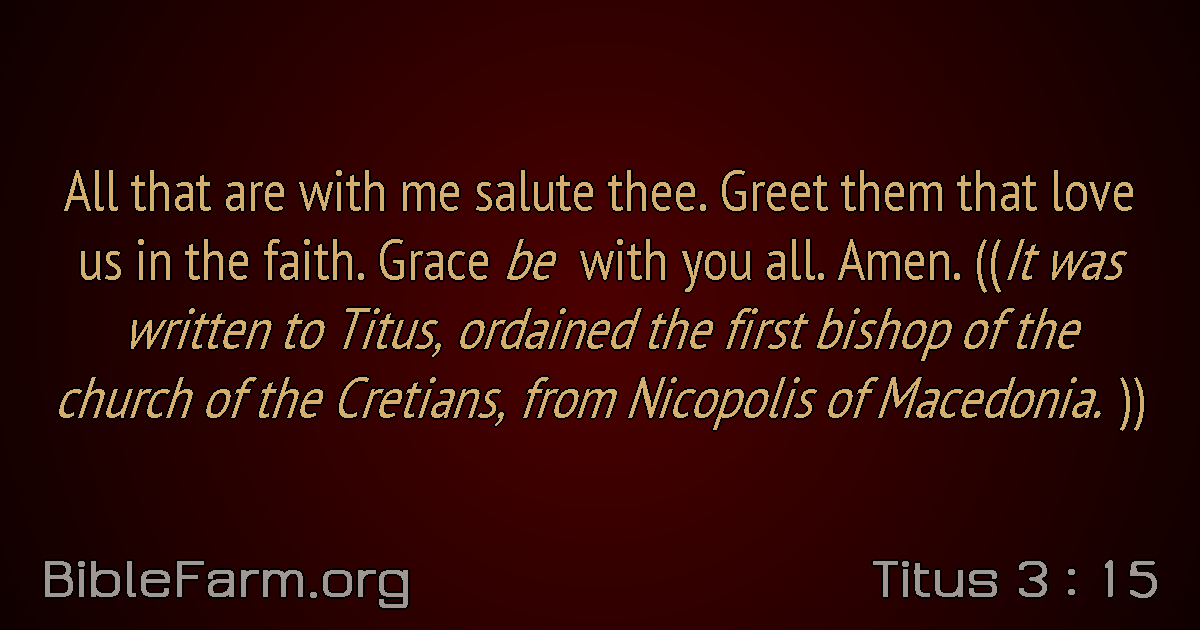 All that are with me salute thee. Greet them that love
us in the faith. Grace be with you all. Amen. ((It was
written to Titus, ordained the first bishop of the
church of the Cretians, from Nicopolis of Macedonia. ))
BibleFarm.org
Titus 3 : 15